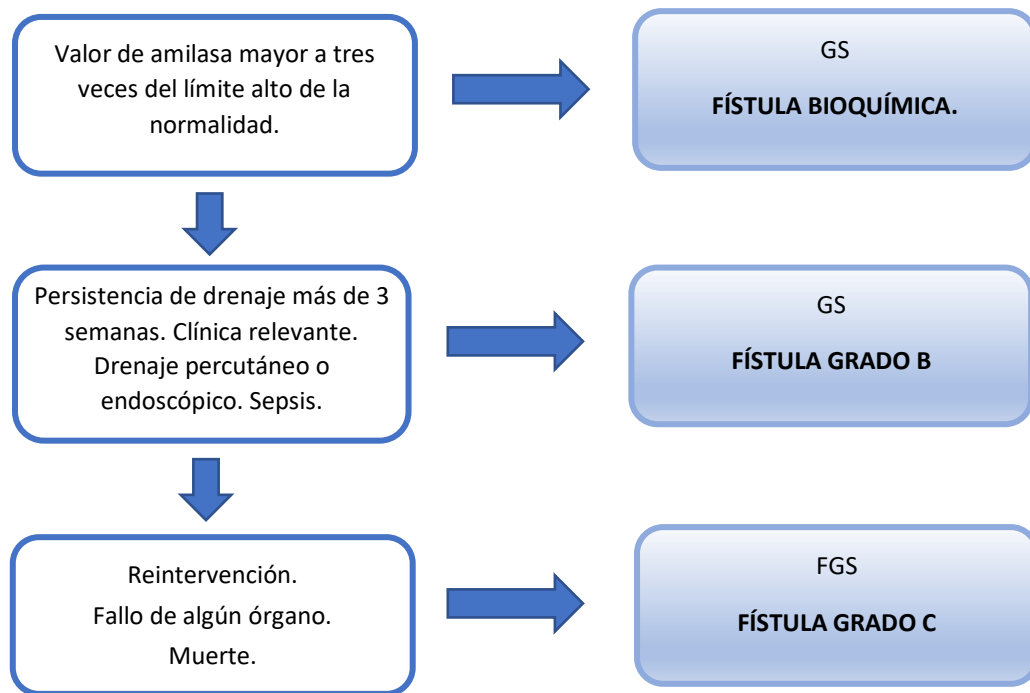 Valor de amilasa mayor a tres
veces del límite alto de la
normalidad.
GS
FÍSTULA BIOQUÍMICA.
Persistencia de drenaje más de 3
semanas. Clínica relevante.
Drenaje percutáneo o
endoscópico. Sepsis.
GS
FÍSTULA GRADO B
Reintervención.
Fallo de algún órgano.
Muerte.
FGS
FÍSTULA GRADO C